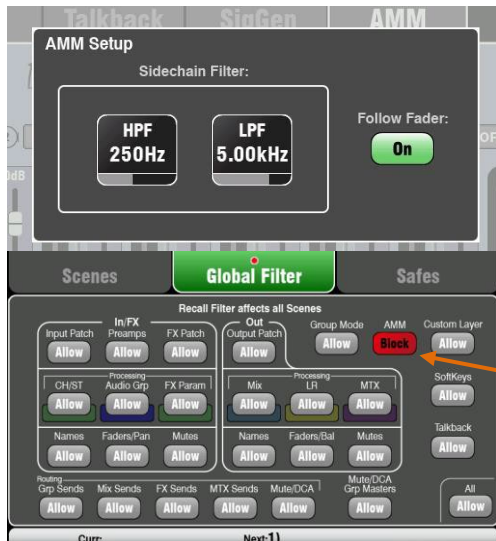 Talkback SigGen AMM
AMM Setup
Sidechain Filter:
Follow Fader:
HPF
250Hz
LPF
5.00kHz
On
Scenes Global Filter Safes
Recall Filter affects all Scenes
In/FX Out
Input Patch Preamps FX Patch Output Patch Group Mode AMM Custom Layer
Allow Allow Allow Allow Allow Block Allow
Processing Processing SoftKeys
CH/ST Audio Grp FX Param Mix LR MTX
Allow Allow Allow Allow Allow Allow Allow
Names Faders/Pan Mutes Names Faders/Bal Mutes Talkback
Allow Allow Allow Allow Allow Allow Allow
Routing
Grp Sends Mix Sends FX Sends MTX Sends Mute/DCA Mute/DCA
Grp Masters All
Allow Allow Allow Allow Allow Allow Allow
Curr: Next:1)